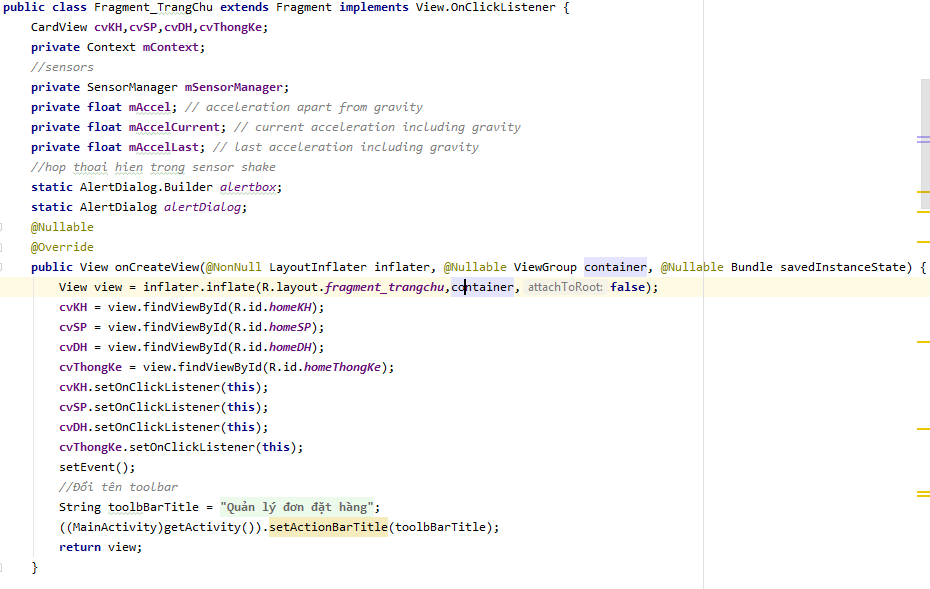 public class Fragment_TrangChu extends Fragment implements View.OnClickListener {
CardView cvKH,cvSP,cvDH,cvThongKe;
private Context mContext;
//sensors
private SensorManager mSensorManager;
private float mAccel; // acceleration apart from gravity
private float mAccelCurrent; // current acceleration including gravity
private float mAccelLast; // last acceleration including gravity
//hop thoai hien trong sensor shake
static AlertDialog.Builder alertbox;
static AlertDialog alertDialog;
@Nullable
@Override
public View onCreateView(@NonNull LayoutInflater inflater, @Nullable ViewGroup container, @Nullable Bundle savedInstanceState) {
View view = inflater.inflate(R.layout.fragment_trangchu,container, attachToRoot: false);
cvKH = view.findViewById(R.id.homeKH);
cvSP = view.findViewById(R.id.homeSP);
cvDH = view.findViewById(R.id.homeDH);
cvThongKe = view.findViewById(R.id.homeThongKe);
cvKH.setOnClickListener(this);
cvSP.setOnClickListener(this);
cvDH.setOnClickListener(this);
cvThongKe.setOnClickListener(this);
setEvent();
//Đổi tên toolbar
String toolbBarTitle = "Quản lý đơn đặt hàng";
((MainActivity)getActivity()).setActionBarTitle(toolbBarTitle);
return view;
}